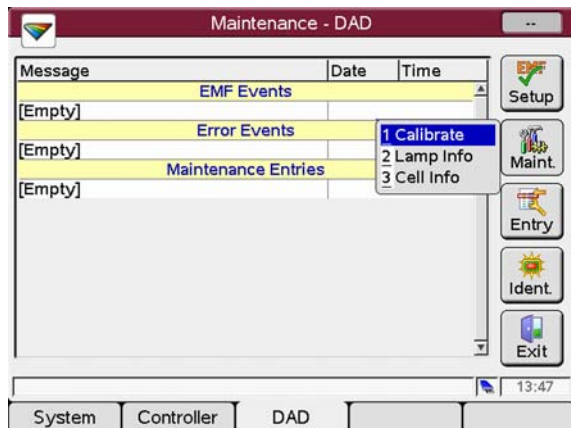 Maintenance - DAD
--
Message Date Time
EMF Events
[Empty]
Error Events
[Empty]
Maintenance Entries
[Empty]
1 Calibrate
2 Lamp Info
3 Cell Info
EMF
Setup
Maint.
Entry
Ident.
Exit
13:47
System Controller DAD